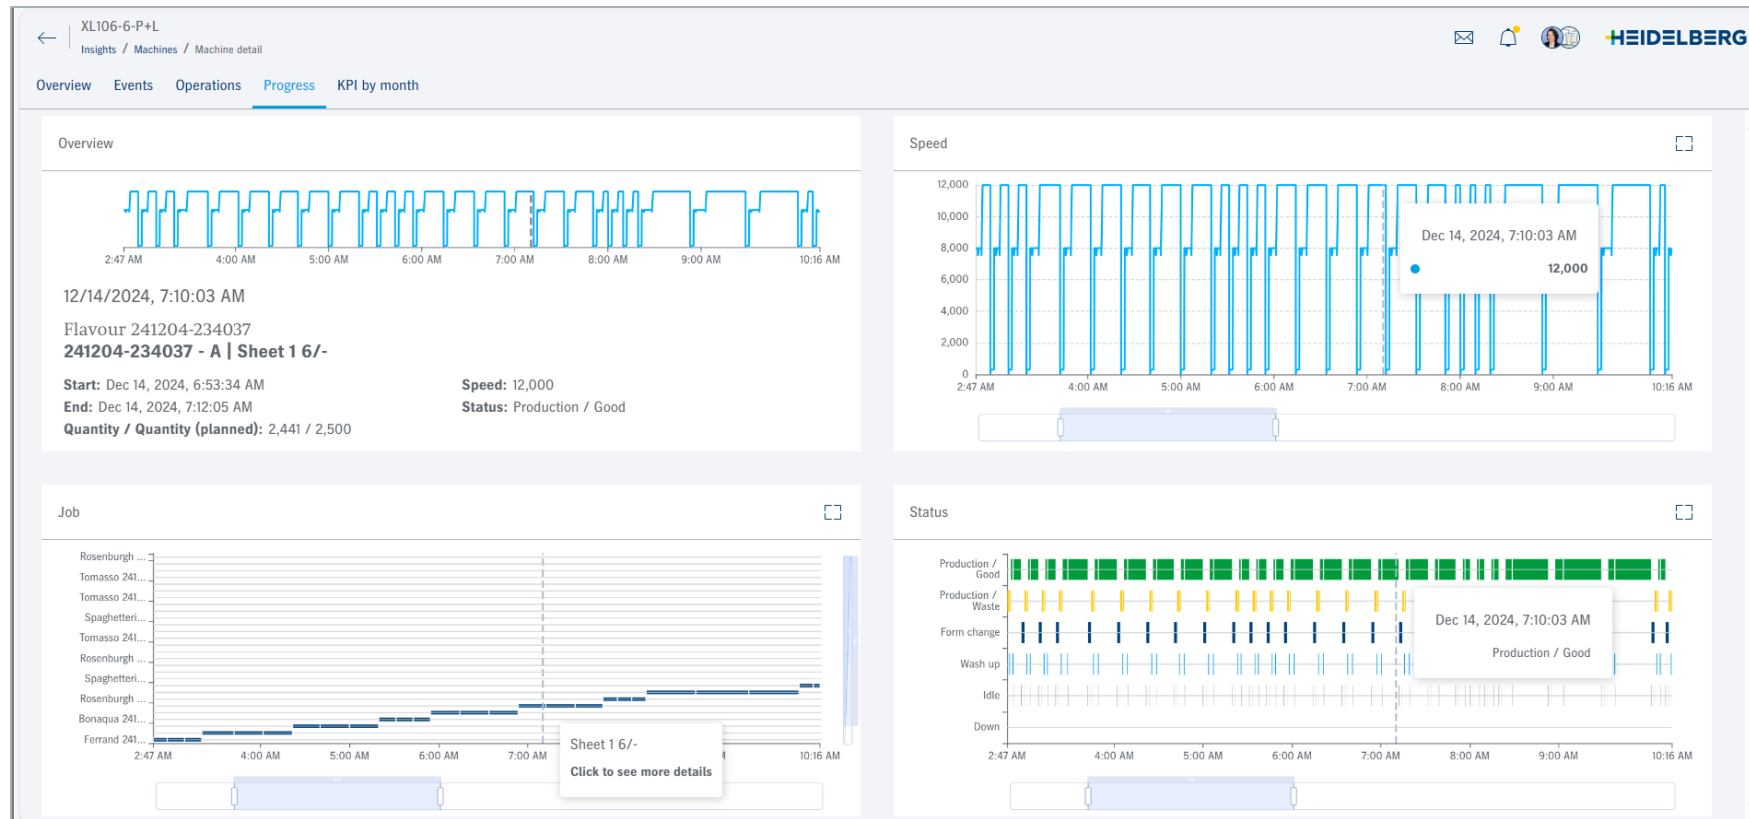 XL106-6-P+L
Insights / Machines / Machine detail
HEIDELBERG
Overview Events Operations Progress KPI by month
Overview
2:47 AM 4:00 AM 5:00 AM 6:00 AM 7:00 AM 8:00 AM 9:00 AM 10:16 AM
12/14/2024, 7:10:03 AM
Flavour 241204-234037
241204-234037 - A | Sheet 1 6/-
Start: Dec 14, 2024, 6:53:34 AM
End: Dec 14, 2024, 7:12:05 AM
Quantity / Quantity (planned): 2,441 / 2,500
Speed: 12,000
Status: Production / Good
Speed
12,000
10,000
8,000
6,000
4,000
2,000
0
2:47 AM 4:00 AM 5:00 AM 6:00 AM 7:00 AM 8:00 AM 9:00 AM 10:16 AM
Dec 14, 2024, 7:10:03 AM
12,000
Job
Rosenburgh ...
Tomasso 241...
Tomasso 241...
Spaghetteri...
Tomasso 241...
Rosenburgh ...
Spaghetteri...
Rosenburgh ...
Bonaqua 241...
Ferrand 241...
2:47 AM 4:00 AM 5:00 AM 6:00 AM 7:00 AM 10:16 AM
Sheet 1 6/-
Click to see more details
Status
Production / Good
Production / Waste
Form change
Wash up
Idle
Down
2:47 AM 4:00 AM 5:00 AM 6:00 AM 7:00 AM 8:00 AM 9:00 AM 10:16 AM
Dec 14, 2024, 7:10:03 AM
Production / Good